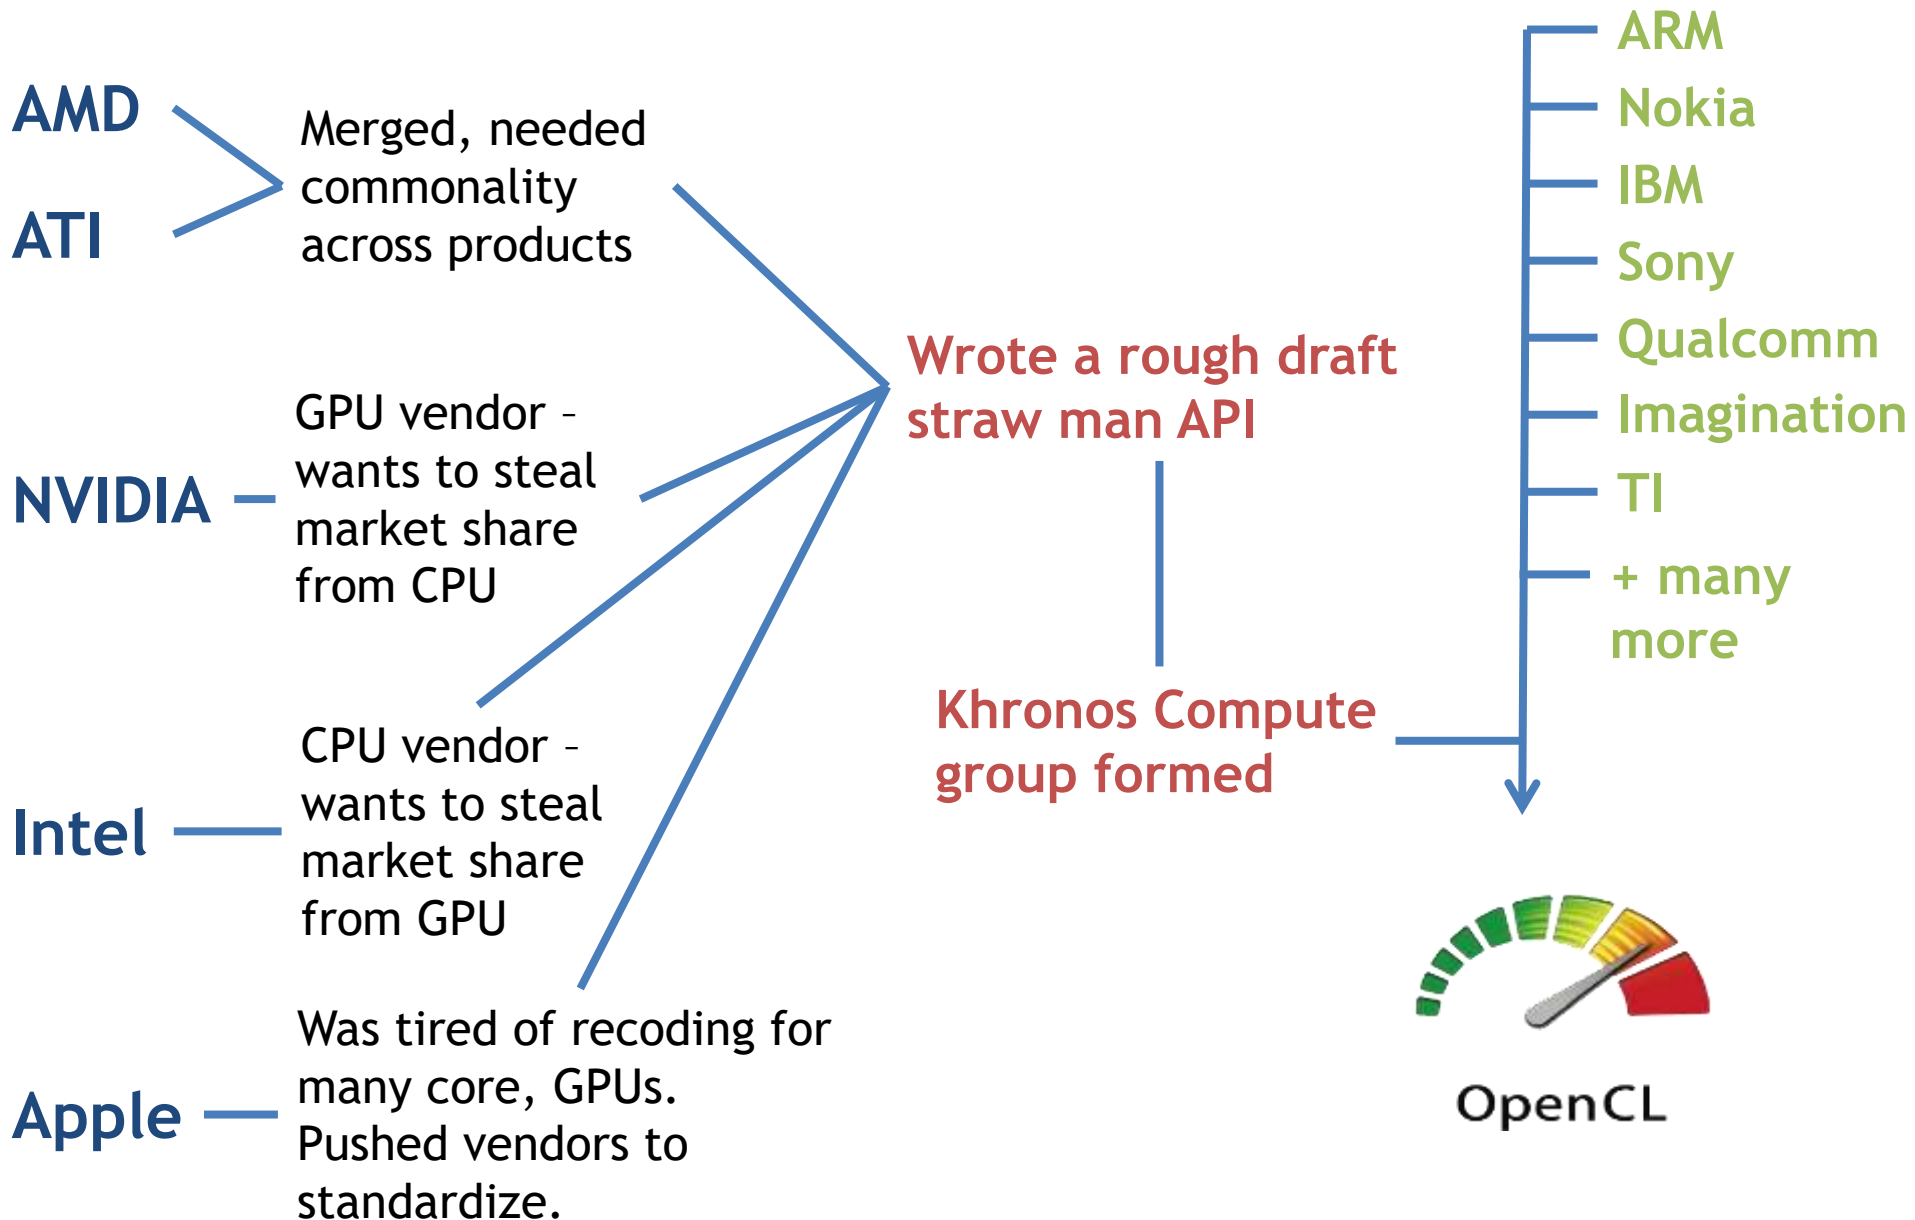 AMD
ATI
Merged, needed
commonality
across products
NVIDIA
GPU vendor –
wants to steal
market share
from CPU
Intel
CPU vendor –
wants to steal
market share
from GPU
Apple
Was tired of recoding for
many core, GPUs.
Pushed vendors to
standardize.
Wrote a rough draft
straw man API
Khronos Compute
group formed
ARM
Nokia
IBM
Sony
Qualcomm
Imagination
TI
+ many
more
OpenCL